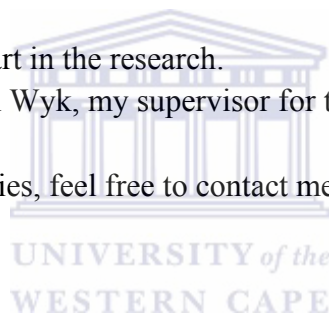 rt in the research.
Wyk, my supervisor for t
ies, feel free to contact me
UNIVERSITY of the
WESTERN CAPE